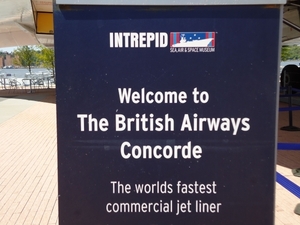 INTREPID
SEA, AIR & SPACE MUSEUM
Welcome to
The British Airways
Concorde
The worlds fastest
commercial jet liner